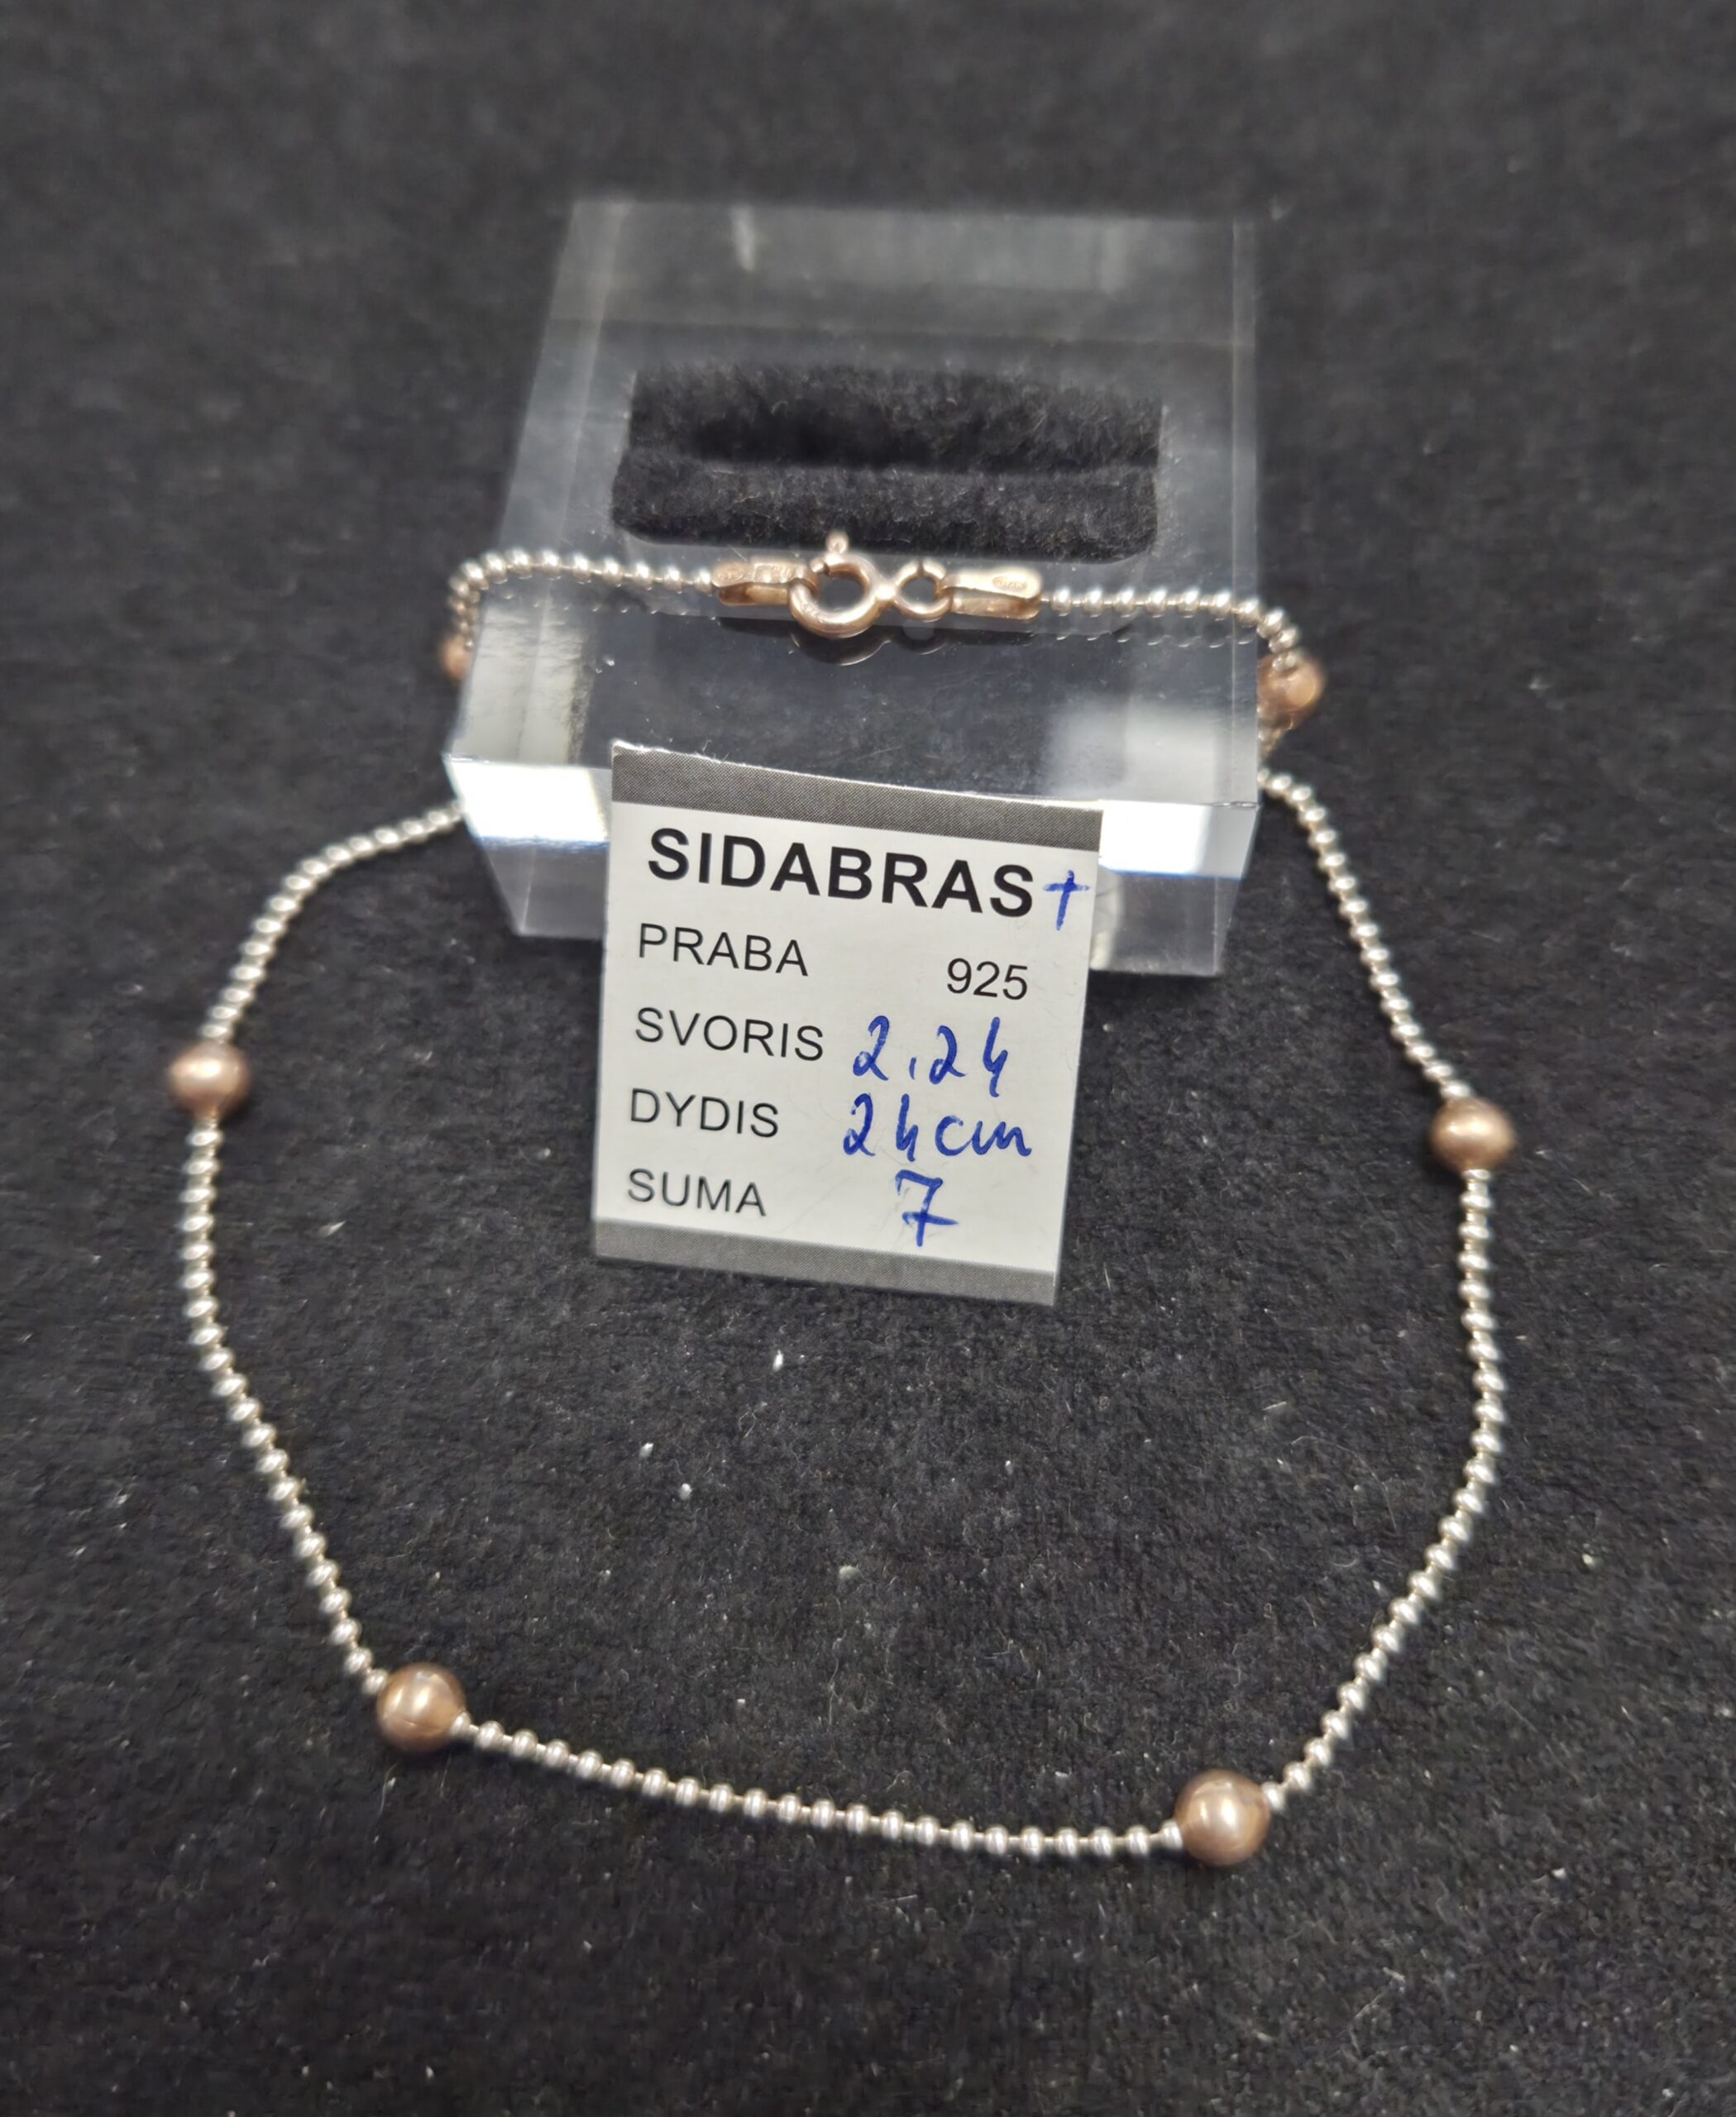 SIDABRAS +
PRABA 925
SVORIS 2.24
DYDIS 24cm
SUMA 7